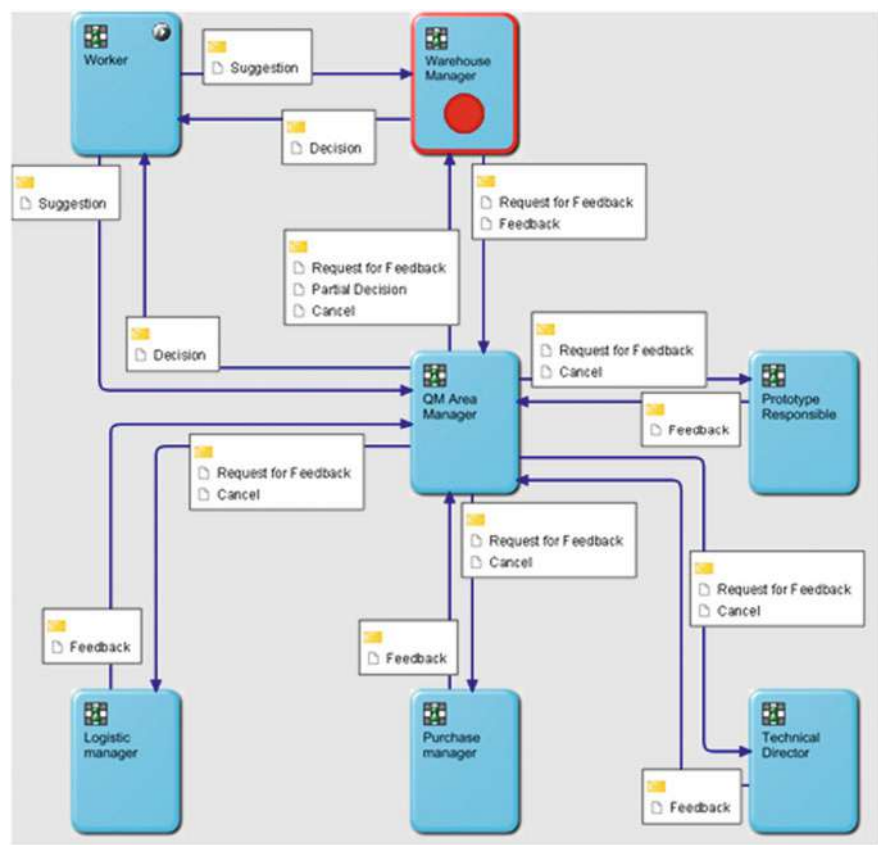 Worker
Suggestion
Warehouse
Manager
Decision
Suggestion
Request for Feedback
Feedback
Request for Feedback
Partial Decision
Cancel
Decision
Request for Feedback
Cancel
QM Area
Manager
Prototype
Responsible
Feedback
Request for Feedback
Cancel
Request for Feedback
Cancel
Request for Feedback
Cancel
Feedback
Feedback
Logistic
manager
Purchase
manager
Technical
Director
Feedback